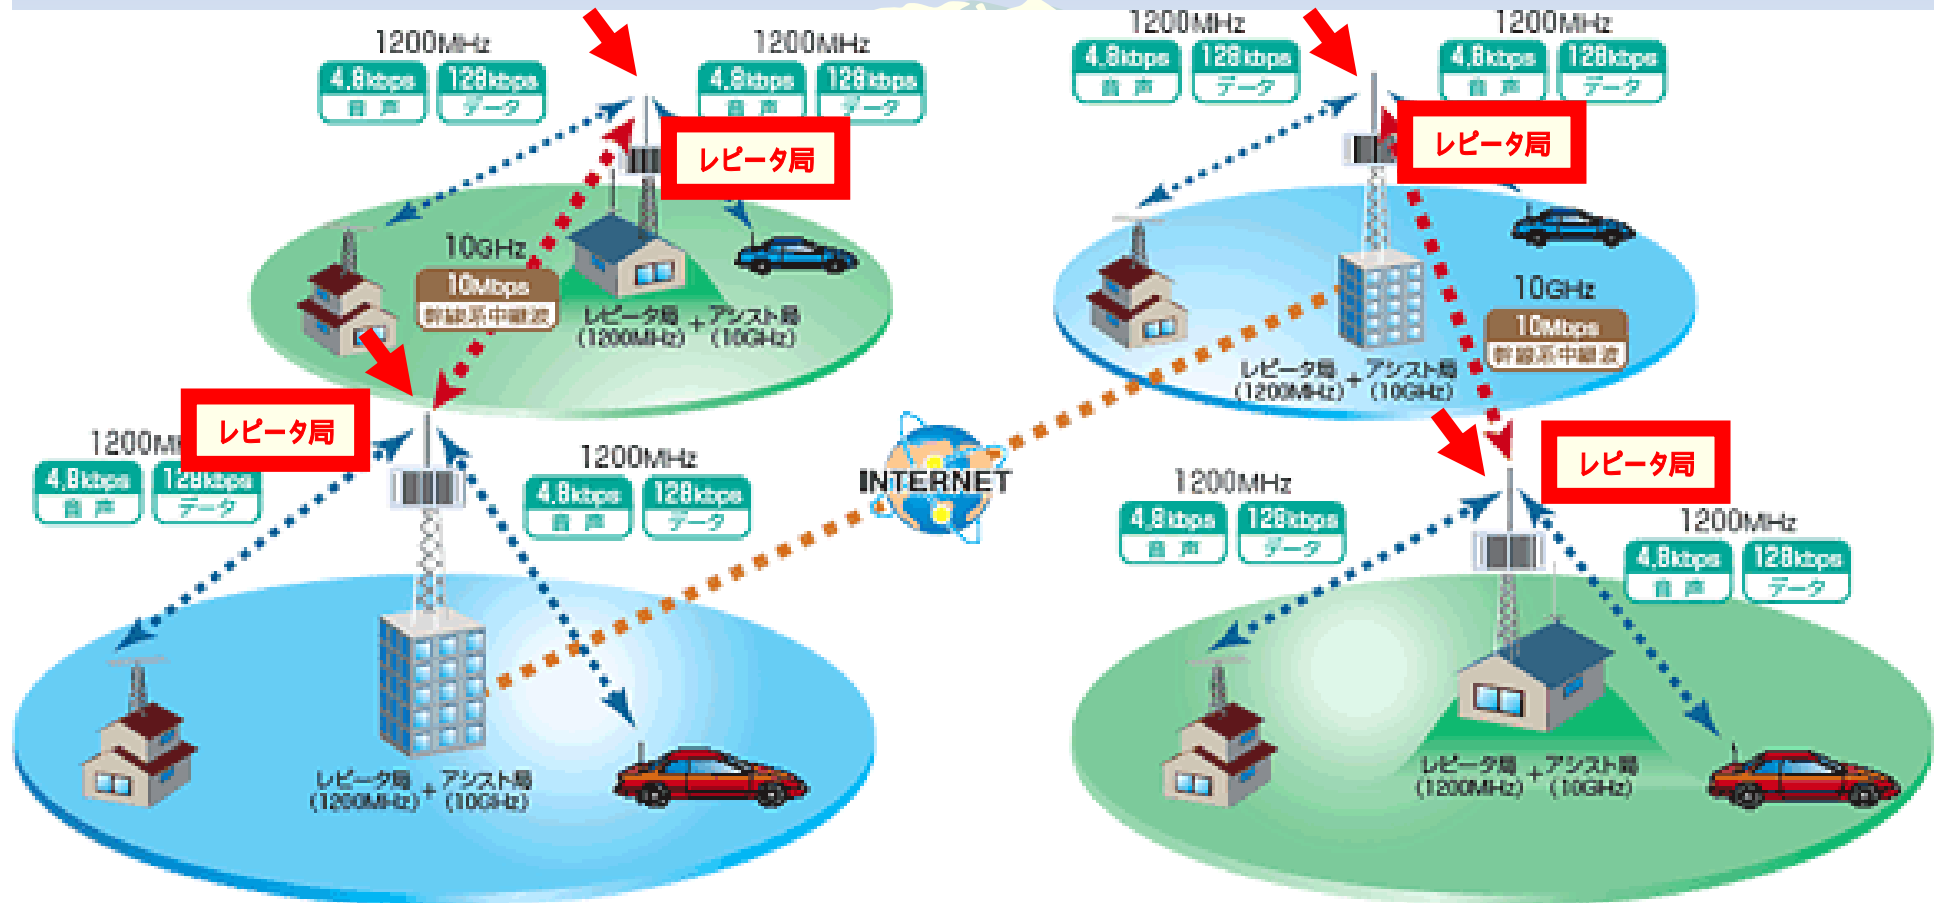 1200MHz
4.8kbps 128kbps
音声 データ
1200MHz
4.8kbps 128kbps
音声 データ
レピータ局
10GHz
10Mbps
幹線系中継波
レピータ局 + アシスト局
(1200MHz) (10GHz)
1200MHz
4.8kbps 128kbps
音声 データ
1200MHz
4.8kbps 128kbps
音声 データ
レピータ局
10GHz
10Mbps
幹線系中継波
レピータ局 + アシスト局
(1200MHz) (10GHz)
レピータ局
1200M
4.8kbps 128kbps
音声 データ
1200MHz
4.8kbps 128kbps
音声 データ
レピータ局 + アシスト局
(1200MHz) (10GHz)
INTERNET
レピータ局
1200MHz
4.8kbps 128kbps
音声 データ
1200MHz
4.8kbps 128kbps
音声 データ
レピータ局 + アシスト局
(1200MHz) (10GHz)